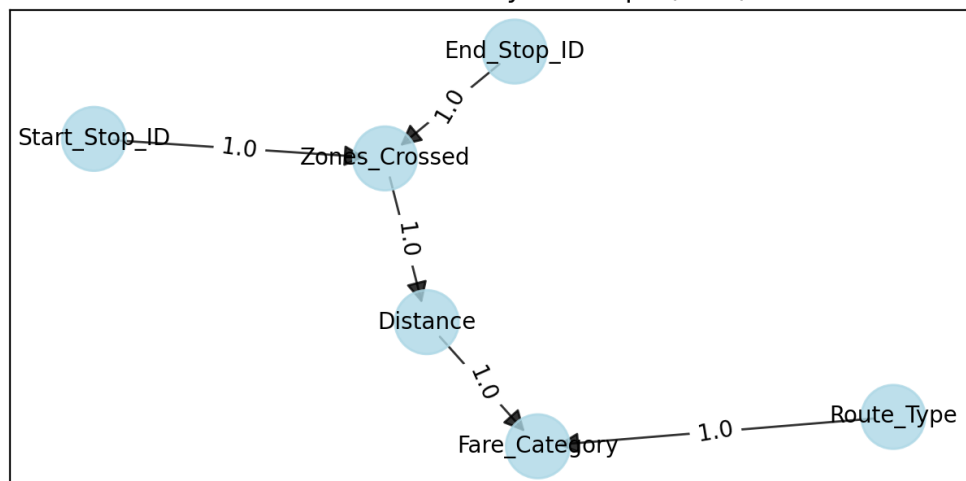 End_Stop_ID
1.0
Start_Stop_ID
1.0
Zones_Crossed
1.0
Distance
1.0
Route_Type
1.0
Fare_Category